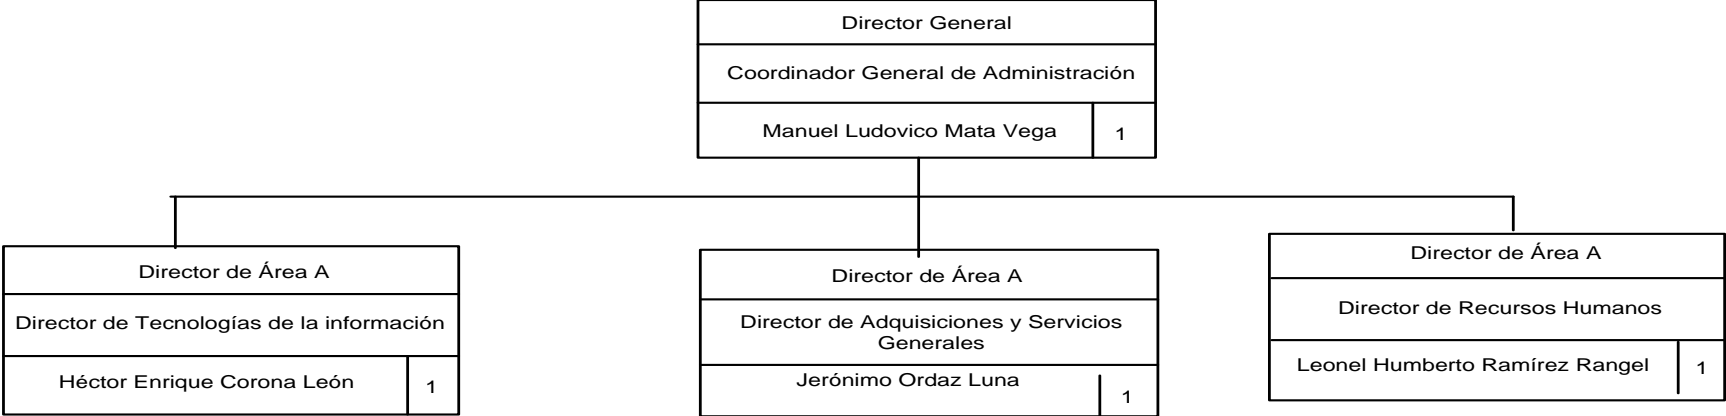 Director General
Coordinador General de Administración
Manuel Ludovico Mata Vega
1
Director de Área A
Director de Tecnologías de la información
Héctor Enrique Corona León
1
Director de Área A
Director de Adquisiciones y Servicios
Generales
Jerónimo Ordaz Luna
1
Director de Área A
Director de Recursos Humanos
Leonel Humberto Ramírez Rangel
1